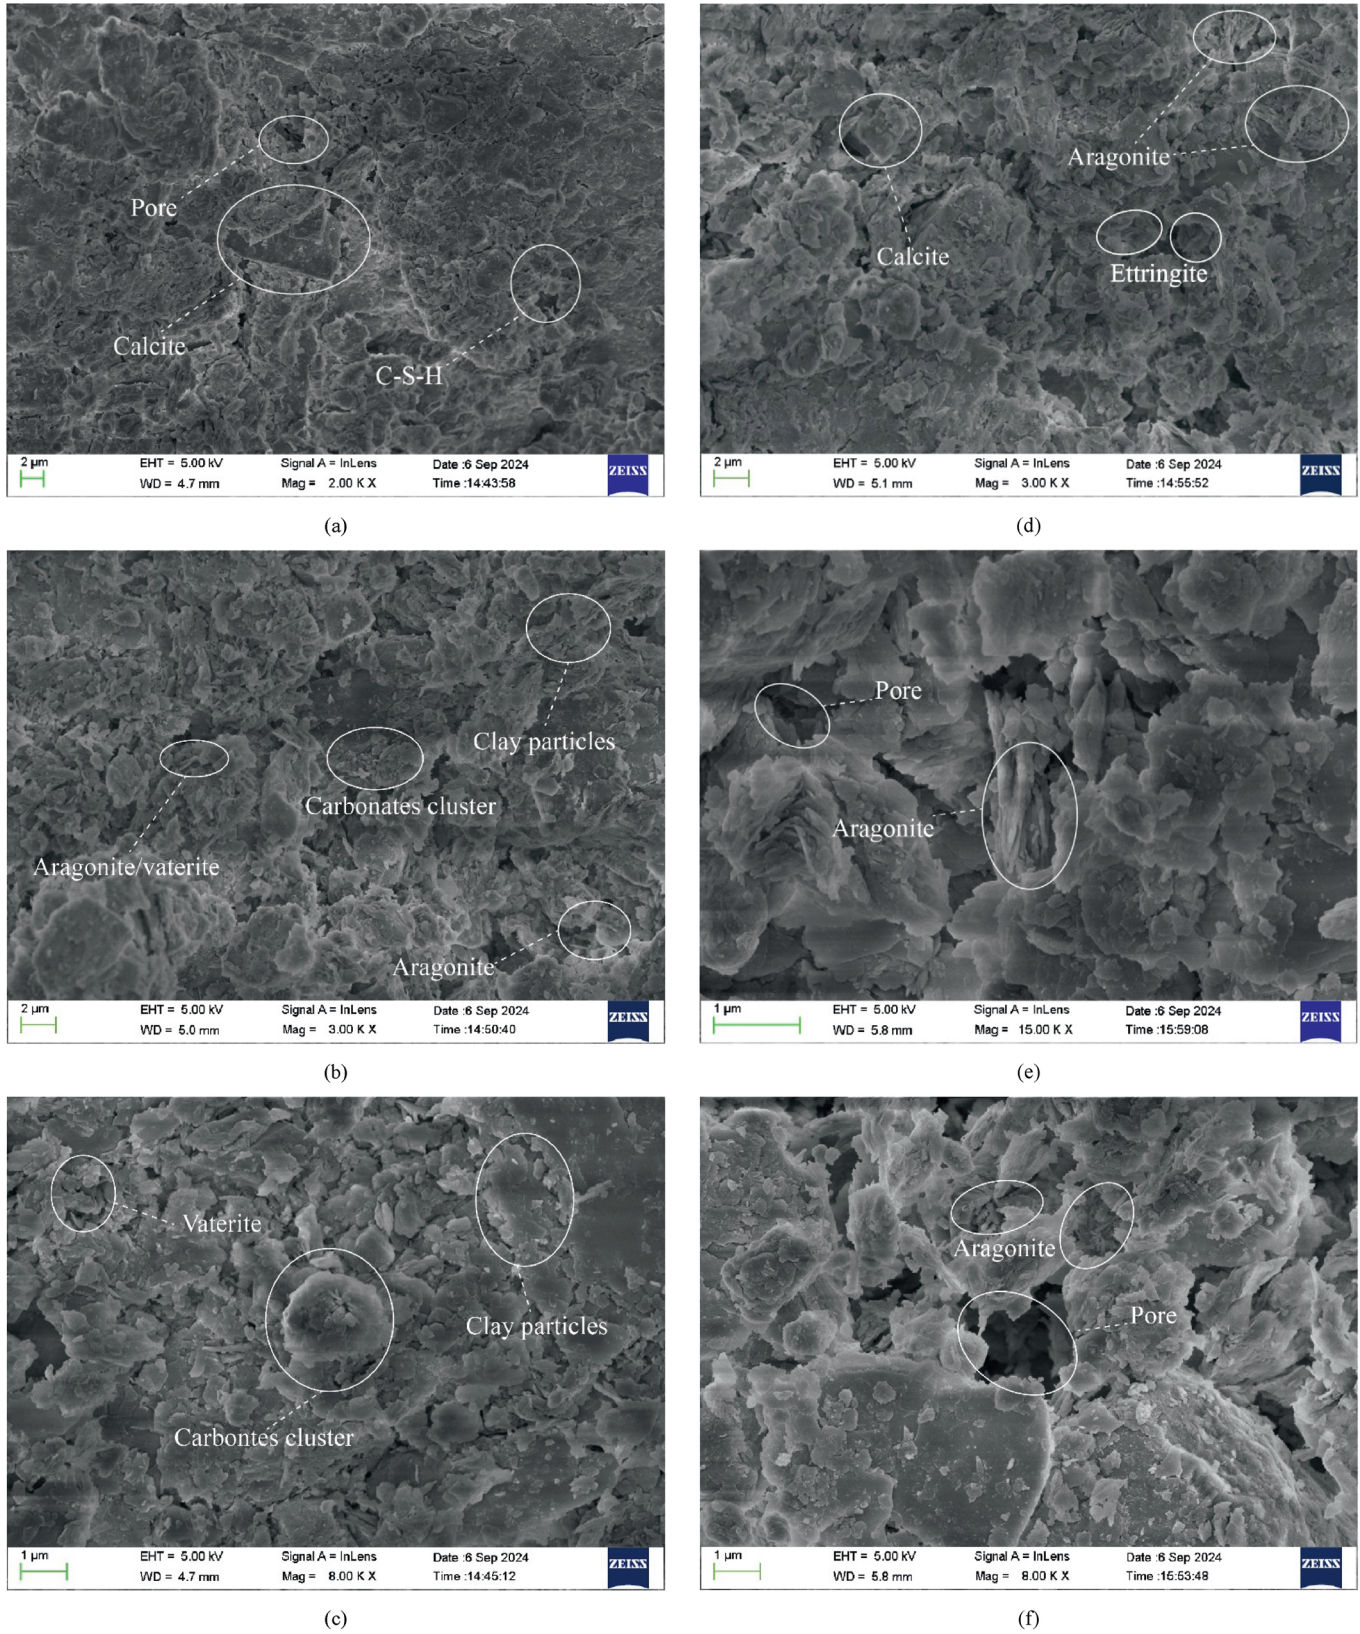 Pore
Calcite
C-S-H
2 µm
EHT = 5.00 kV
Signal A = InLens
Date :6 Sep 2024
WD = 4.7 mm
Mag = 2.00 K X
Time :14:43:58
ZEISS
(a)
Aragonite
Calcite
Ettringite
2 µm
EHT = 5.00 kV
Signal A = InLens
Date :6 Sep 2024
WD = 5.1 mm
Mag = 3.00 K X
Time :14:55:52
ZEISS
(d)
Clay particles
Carbonates cluster
Aragonite/vaterite
Aragonite
2 µm
EHT = 5.00 kV
Signal A = InLens
Date :6 Sep 2024
WD = 5.0 mm
Mag = 3.00 K X
Time :14:50:40
ZEISS
(b)
Pore
Aragonite
1 µm
EHT = 5.00 kV
Signal A = InLens
Date :6 Sep 2024
WD = 5.8 mm
Mag = 15.00 K X
Time :15:59:08
ZEISS
(e)
Vaterite
Clay particles
Carbontes cluster
1 µm
EHT = 5.00 kV
Signal A = InLens
Date :6 Sep 2024
WD = 4.7 mm
Mag = 8.00 K X
Time :14:45:12
ZEISS
(c)
Aragonite
Pore
1 µm
EHT = 5.00 kV
Signal A = InLens
Date :6 Sep 2024
WD = 5.8 mm
Mag = 8.00 K X
Time :15:53:48
ZEISS
(f)